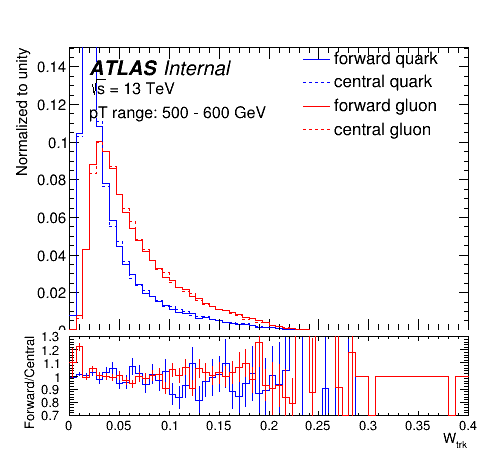 ATLAS Internal
√s = 13 TeV
pT range: 500 - 600 GeV
forward quark
central quark
forward gluon
central gluon
Normalized to unity
0.14
0.12
0.1
0.08
0.06
0.04
0.02
0
Forward/Central
1.3
1.2
1.1
1.0
0.9
0.8
0.7
0 0.05 0.1 0.15 0.2 0.25 0.3 0.35 0.4
W_trk